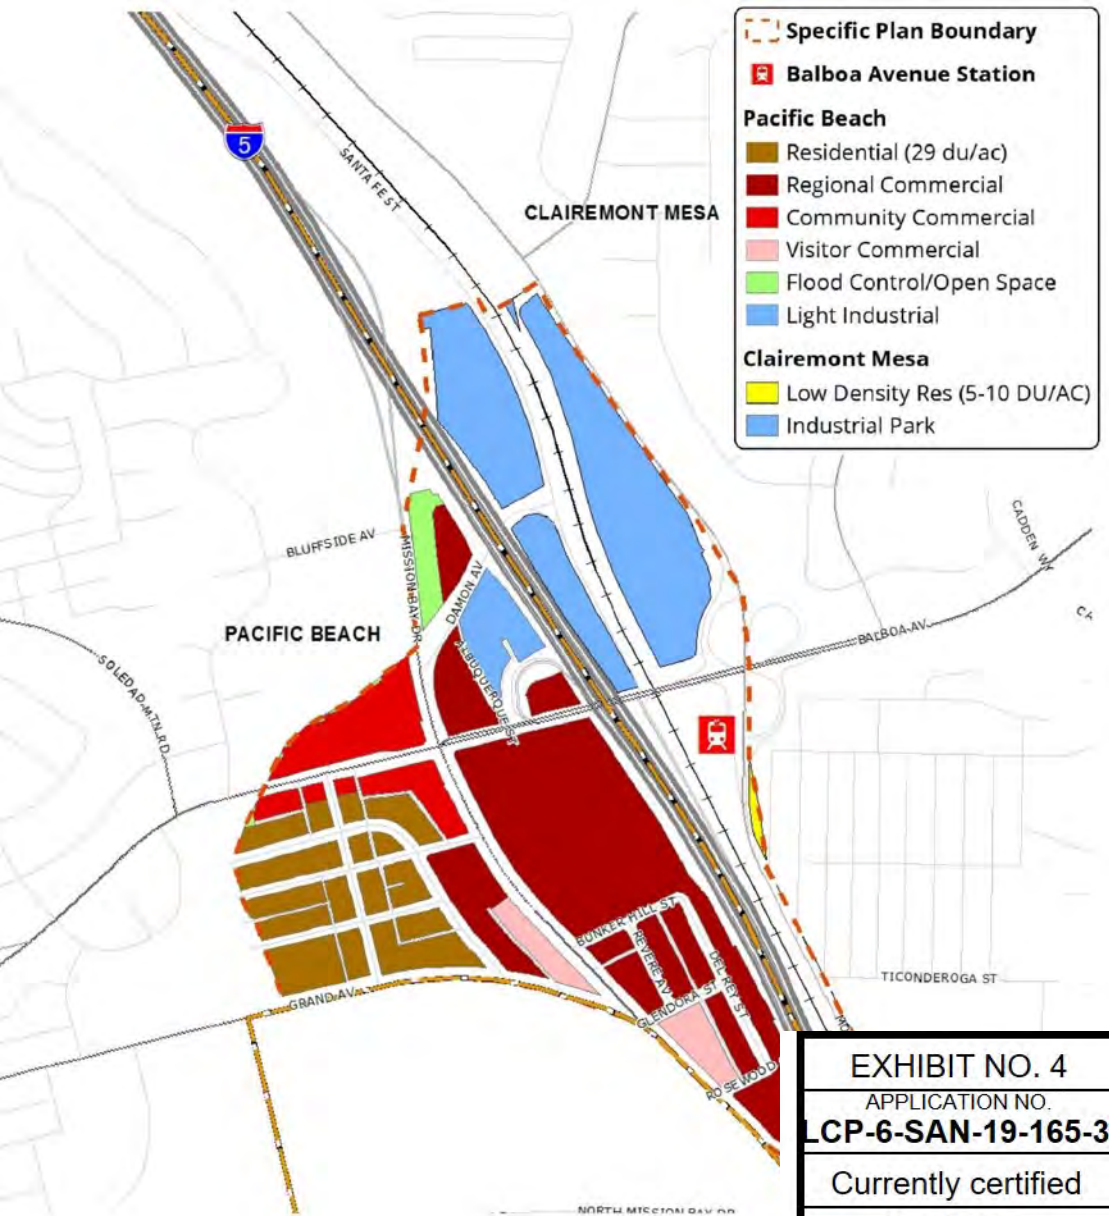 Specific Plan Boundary
Balboa Avenue Station
Pacific Beach
Residential (29 du/ac)
Regional Commercial
Community Commercial
Visitor Commercial
Flood Control/Open Space
Light Industrial
Clairemont Mesa
Low Density Res (5-10 DU/AC)
Industrial Park
5
SANTA FE ST
CLAIREMONT MESA
BLUFFSIDE AV
MISSION BAY DR
DAMON AV
CADDEN WY
PACIFIC BEACH
BALBOA AV
SOLEDAD MTN RD
ALBUQUERQUE ST
BUNKER HILL ST
REVERE AV
DEL REY ST
GLENDORA ST
TICONDEROGA ST
GRAND AV
ROSEWOOD
NORTH MISSION BAY DR
EXHIBIT NO. 4
APPLICATION NO.
LCP-6-SAN-19-165-3
Currently certified